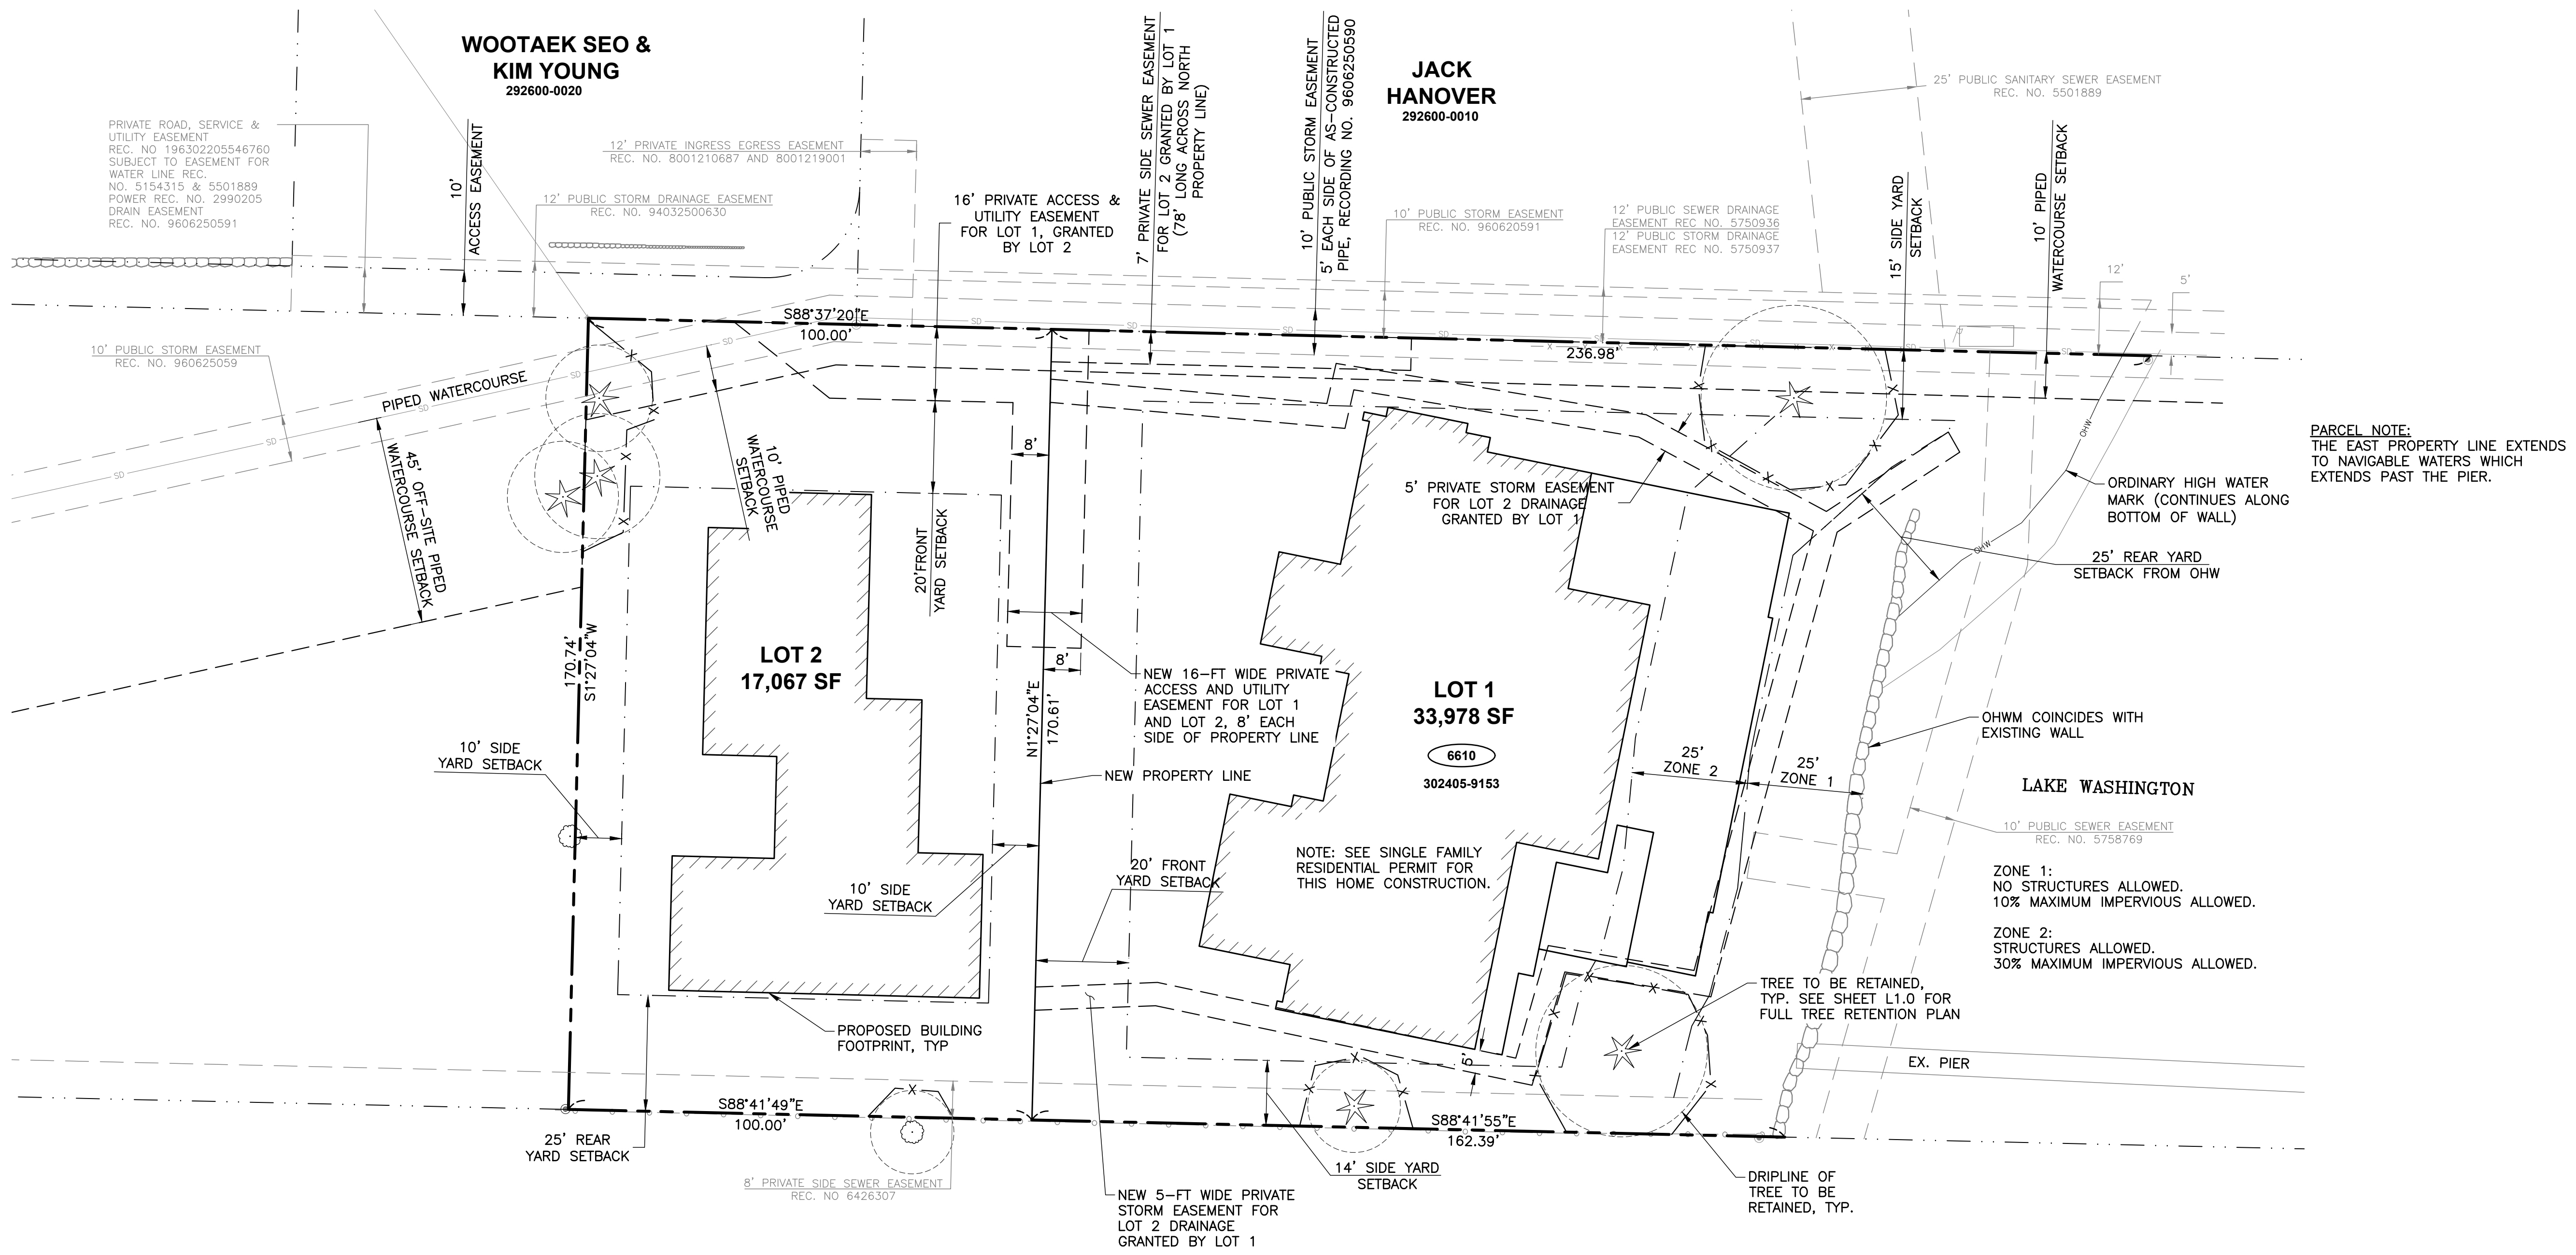 WOOTAEK SEO &
KIM YOUNG
292600-0020
JACK
HANOVER
292600-0010
PRIVATE ROAD, SERVICE &
UTILITY EASEMENT
REC. NO 196302205546760
SUBJECT TO EASEMENT FOR
WATER LINE REC.
NO. 5154315 & 5501889
POWER REC. NO. 2990205
DRAIN EASEMENT
REC. NO. 9606250591
10'
ACCESS EASEMENT
12' PRIVATE INGRESS EGRESS EASEMENT
REC. NO. 8001210687 AND 8001219001
12' PUBLIC STORM DRAINAGE EASEMENT
REC. NO. 94032500630
16' PRIVATE ACCESS &
UTILITY EASEMENT
FOR LOT 1, GRANTED
BY LOT 2
7' PRIVATE SIDE SEWER EASEMENT
FOR LOT 2 GRANTED BY LOT 1
(78' LONG ACROSS NORTH
PROPERTY LINE)
10' PUBLIC STORM EASEMENT
5' EACH SIDE OF AS-CONSTRUCTED
PIPE, RECORDING NO. 9606250590
10' PUBLIC STORM EASEMENT
REC. NO. 960620591
12' PUBLIC SEWER DRAINAGE
EASEMENT REC NO. 5750936
12' PUBLIC STORM DRAINAGE
EASEMENT REC NO. 5750937
25' PUBLIC SANITARY SEWER EASEMENT
REC. NO. 5501889
15' SIDE YARD
SETBACK
10' PIPED
WATERCOURSE SETBACK
12'
5'
S88°37'20"E
100.00'
236.98'
10' PUBLIC STORM EASEMENT
REC. NO. 960625059
PIPED WATERCOURSE
SD
SD
SD
SD
SD
SD
SD
SD
SD
SD
SD
SD
45' OFF-SITE PIPED
WATERCOURSE SETBACK
10' PIPED
WATERCOURSE
SETBACK
20'FRONT
YARD SETBACK
8'
8'
5' PRIVATE STORM EASEMENT
FOR LOT 2 DRAINAGE
GRANTED BY LOT 1
OHW
OHW
PARCEL NOTE:
THE EAST PROPERTY LINE EXTENDS
TO NAVIGABLE WATERS WHICH
EXTENDS PAST THE PIER.
ORDINARY HIGH WATER
MARK (CONTINUES ALONG
BOTTOM OF WALL)
25' REAR YARD
SETBACK FROM OHW
170.74'
S1°27'04"W
LOT 2
17,067 SF
N1°27'04"E
170.61'
NEW 16-FT WIDE PRIVATE
ACCESS AND UTILITY
EASEMENT FOR LOT 1
AND LOT 2, 8' EACH
SIDE OF PROPERTY LINE
NEW PROPERTY LINE
LOT 1
33,978 SF
6610
302405-9153
25'
ZONE 2
25'
ZONE 1
OHWM COINCIDES WITH
EXISTING WALL
LAKE WASHINGTON
10' PUBLIC SEWER EASEMENT
REC. NO. 5758769
10' SIDE
YARD SETBACK
10' SIDE
YARD SETBACK
20' FRONT
YARD SETBACK
NOTE: SEE SINGLE FAMILY
RESIDENTIAL PERMIT FOR
THIS HOME CONSTRUCTION.
ZONE 1:
NO STRUCTURES ALLOWED.
10% MAXIMUM IMPERVIOUS ALLOWED.
ZONE 2:
STRUCTURES ALLOWED.
30% MAXIMUM IMPERVIOUS ALLOWED.
TREE TO BE RETAINED,
TYP. SEE SHEET L1.0 FOR
FULL TREE RETENTION PLAN
PROPOSED BUILDING
FOOTPRINT, TYP
5'
EX. PIER
S88°41'49"E
100.00'
S88°41'55"E
162.39'
25' REAR
YARD SETBACK
8' PRIVATE SIDE SEWER EASEMENT
REC. NO 6426307
14' SIDE YARD
SETBACK
NEW 5-FT WIDE PRIVATE
STORM EASEMENT FOR
LOT 2 DRAINAGE
GRANTED BY LOT 1
DRIPLINE OF
TREE TO BE
RETAINED, TYP.